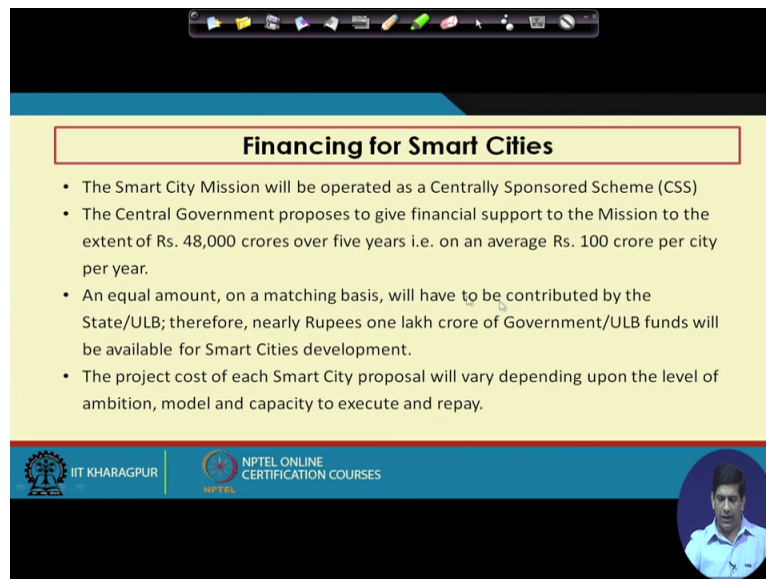 Financing for Smart Cities
• The Smart City Mission will be operated as a Centrally Sponsored Scheme (CSS)
• The Central Government proposes to give financial support to the Mission to the
extent of Rs. 48,000 crores over five years i.e. on an average Rs. 100 crore per city
per year.
• An equal amount, on a matching basis, will have to be contributed by the
State/ULB; therefore, nearly Rupees one lakh crore of Government/ULB funds will
be available for Smart Cities development.
• The project cost of each Smart City proposal will vary depending upon the level of
ambition, model and capacity to execute and repay.
IIT KHARAGPUR
NPTEL
NPTEL ONLINE
CERTIFICATION COURSES